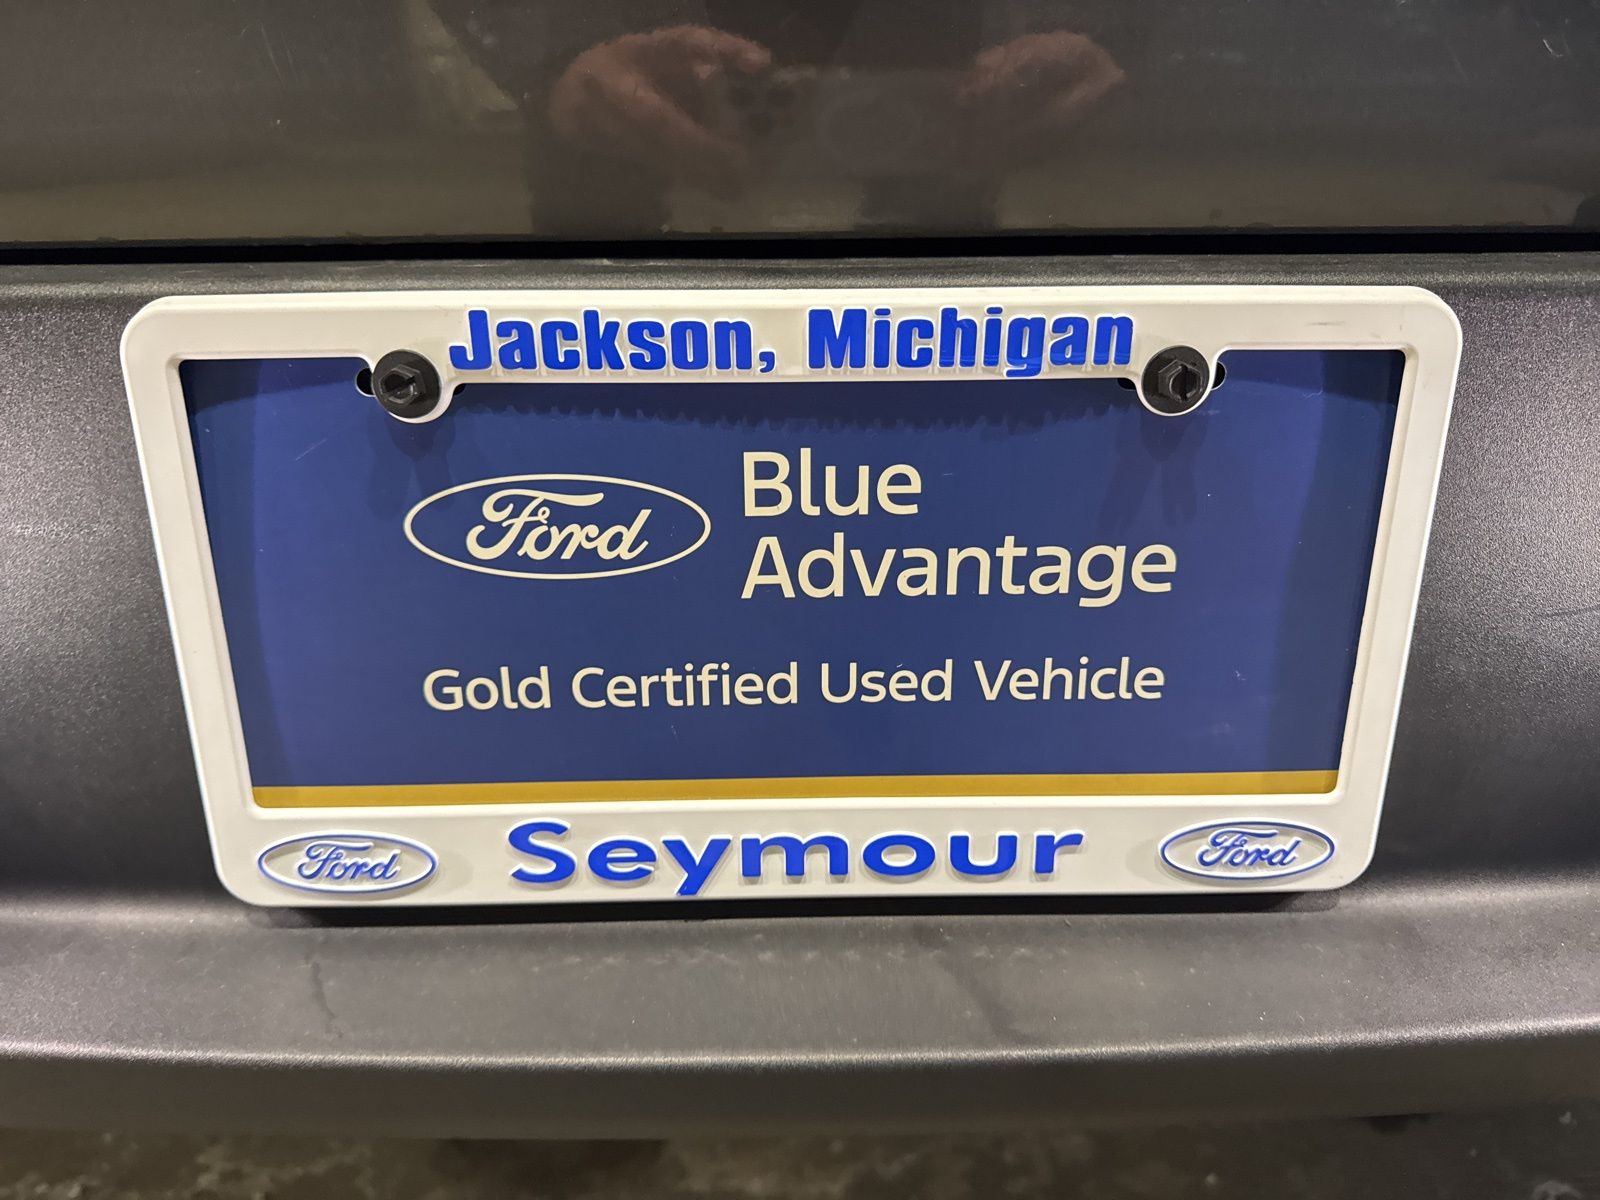 Jackson, Michigan
Ford
Blue
Advantage
Gold Certified Used Vehicle
Ford
Seymour
Ford